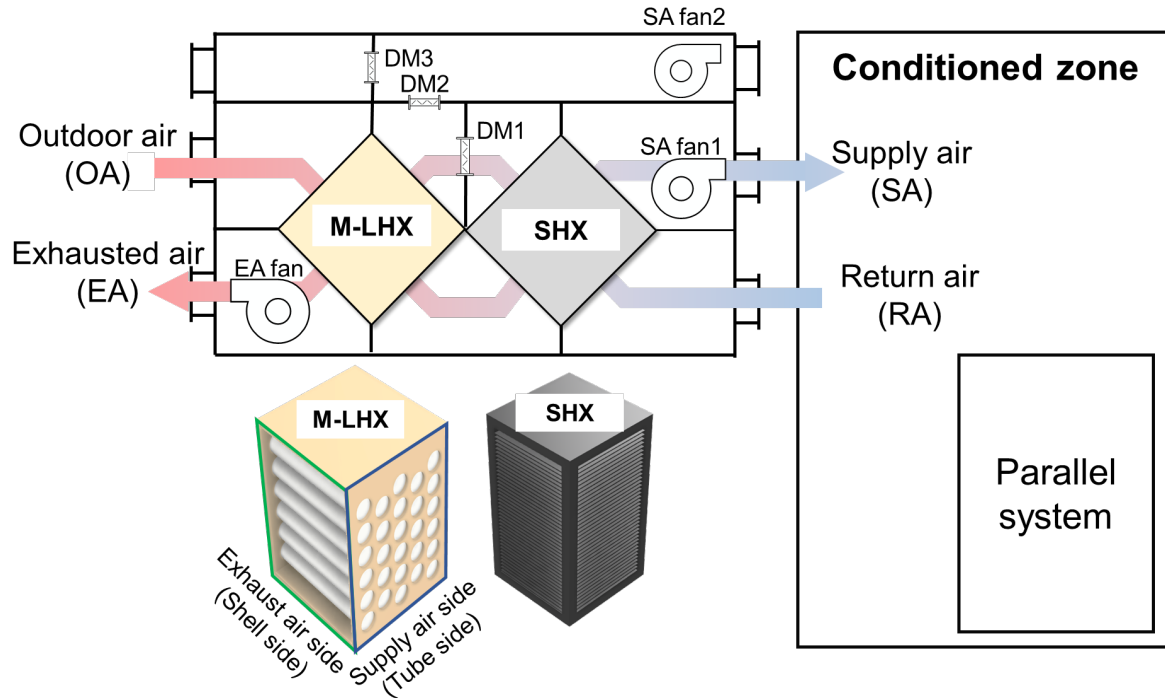 SA fan2
DM3
DM2
Conditioned zone
Outdoor air
(OA)
DM1
SA fan1
Supply air
(SA)
M-LHX
SHX
Exhausted air
(EA)
EA fan
Return air
(RA)
M-LHX
SHX
Exhaust air side
(Shell side)
Supply air side
(Tube side)
Parallel
system